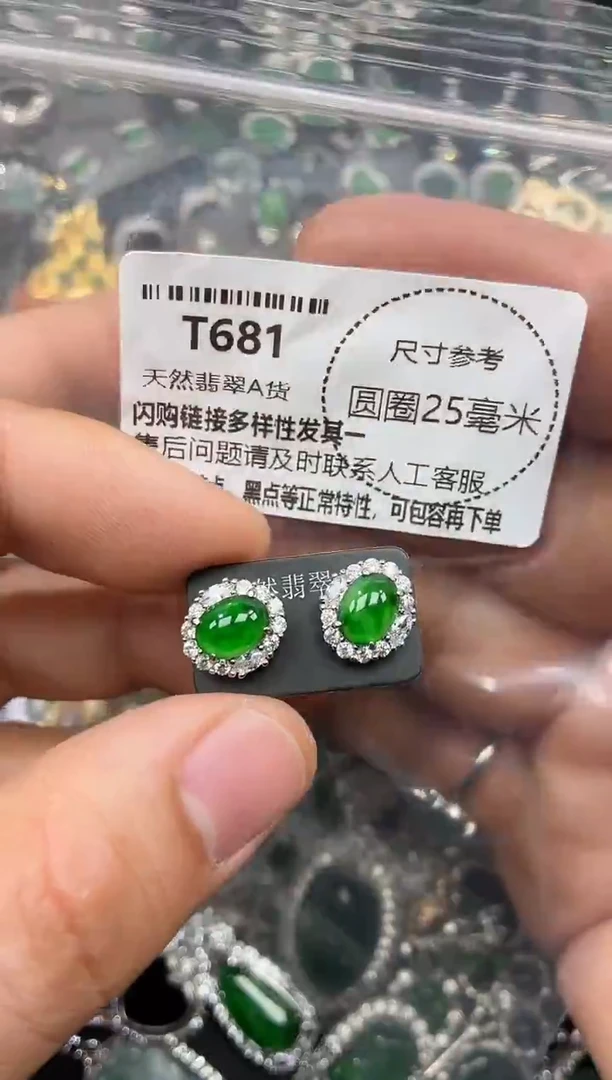 T681
天然翡翠A货
尺寸参考
圆圈25毫米
闪购链接多样性发其一
售后问题请及时联系人工客服
点、黑点等正常特性，可包容再下单
然翡翠